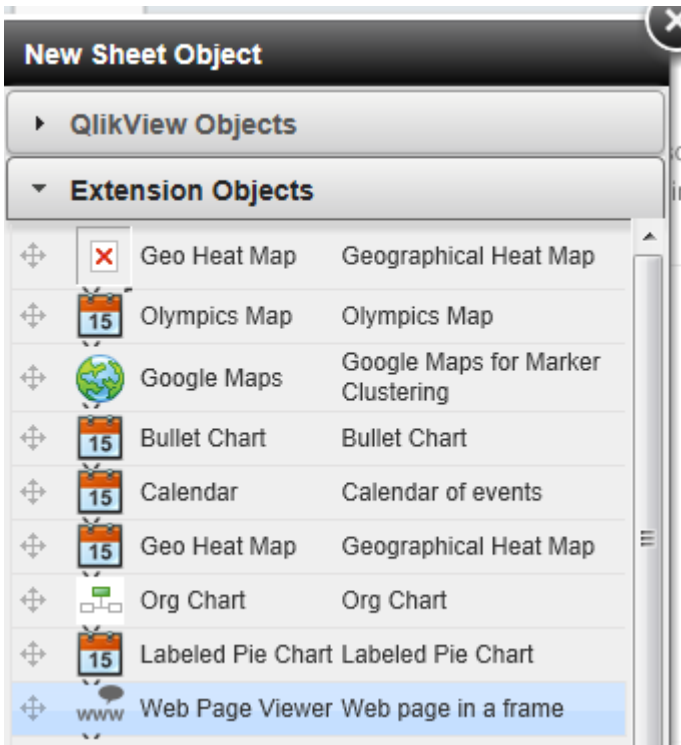 New Sheet Object
QlikView Objects
Extension Objects
Geo Heat Map Geographical Heat Map
15 Olympics Map Olympics Map
Google Maps Google Maps for Marker
Clustering
15 Bullet Chart Bullet Chart
15 Calendar Calendar of events
15 Geo Heat Map Geographical Heat Map
Org Chart Org Chart
15 Labeled Pie Chart Labeled Pie Chart
www Web Page Viewer Web page in a frame